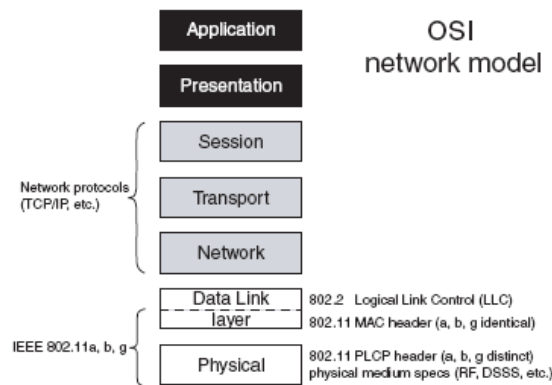 Application
OSI
network model
Presentation
Session
Network protocols
(TCP/IP, etc.)
Transport
Network
Data Link
layer
802.2 Logical Link Control (LLC)
802.11 MAC header (a, b, g identical)
IEEE 802.11a, b, g
Physical
802.11 PLCP header (a, b, g distinct)
physical medium specs (RF, DSSS, etc.)